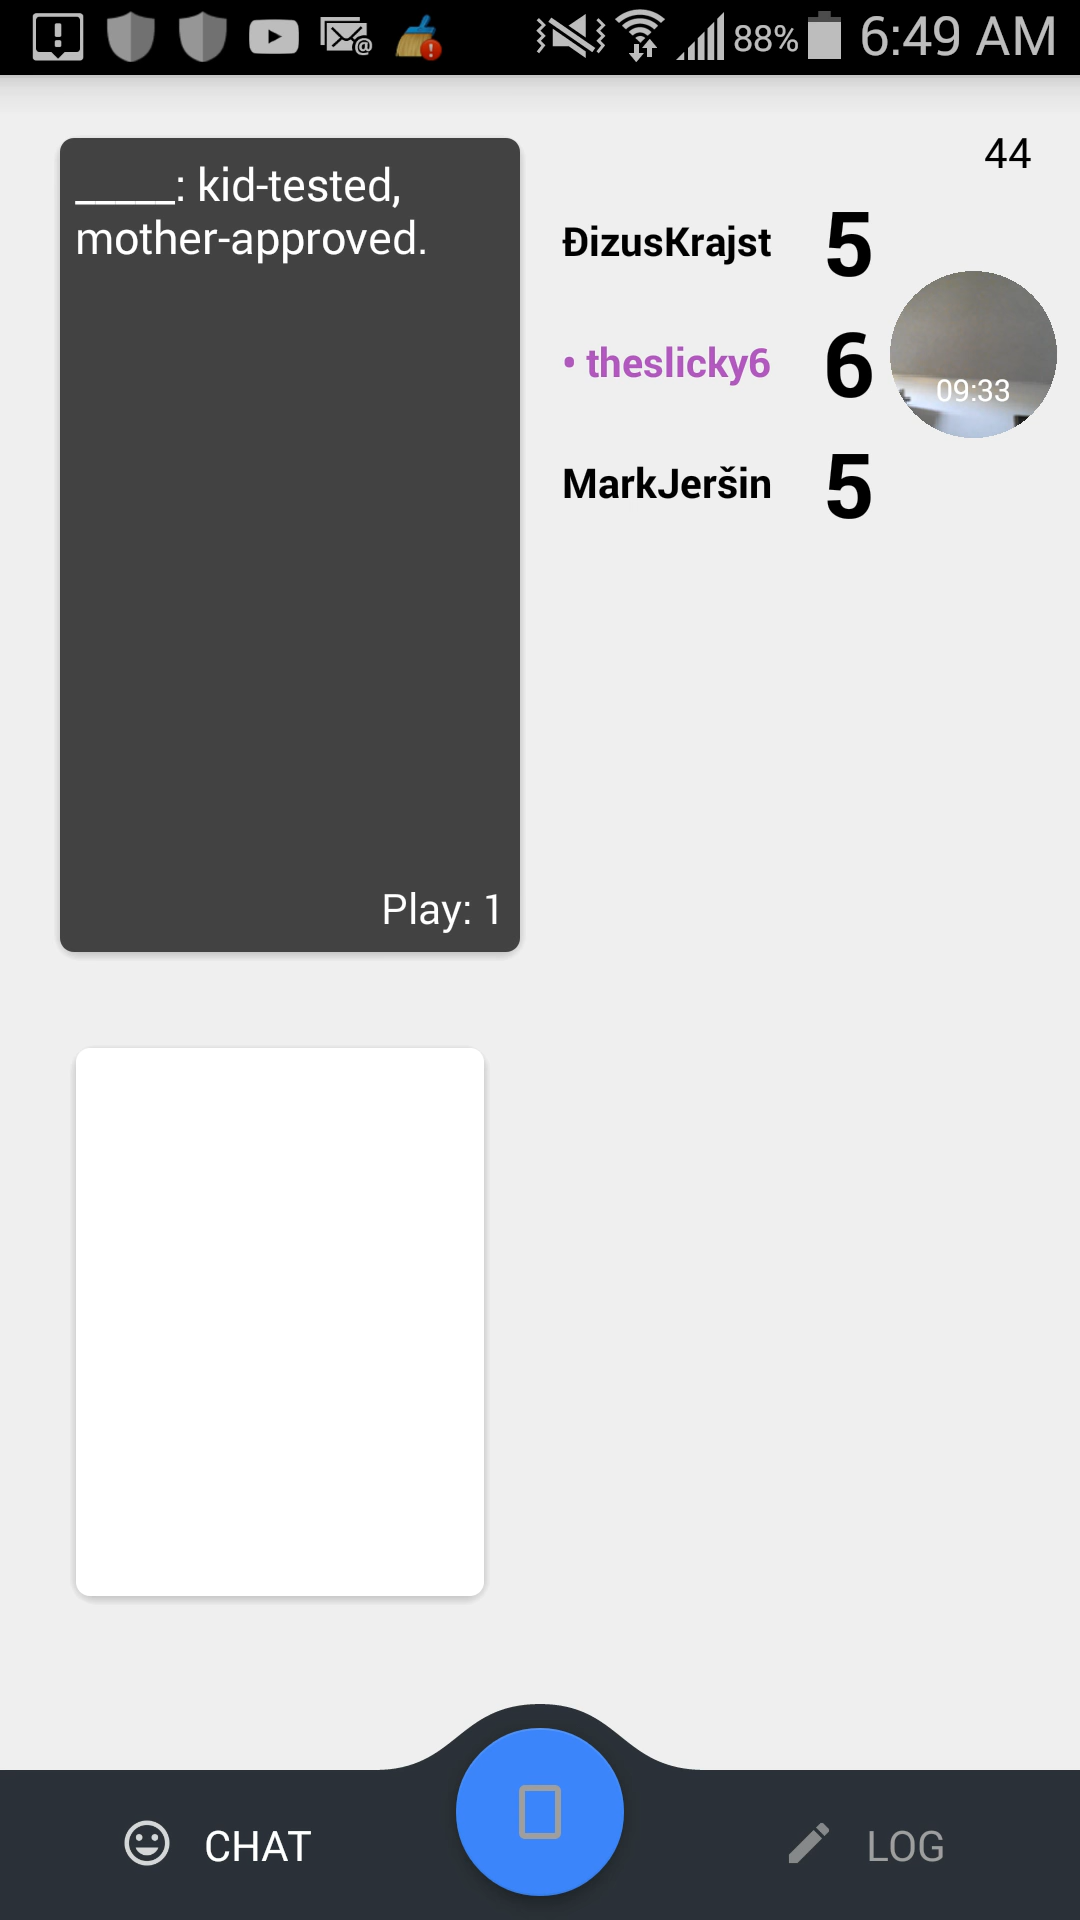 88% 6:49 AM
_____: kid-tested,
mother-approved.
Play: 1
44
ĐizusKrajst 5
• theslicky6 6
09:33
MarkJeršin 5
CHAT
LOG